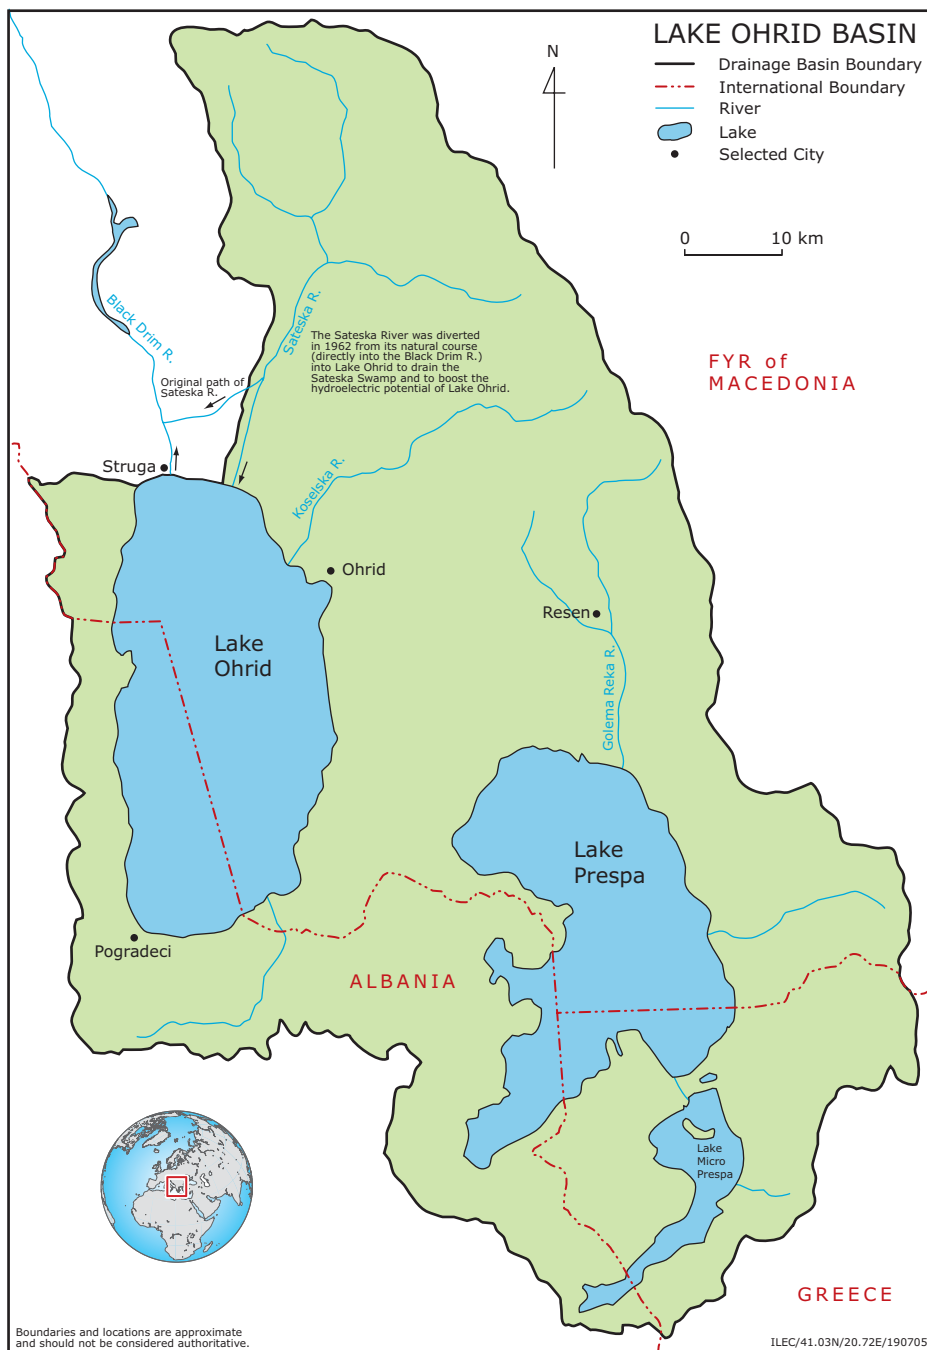 LAKE OHRID BASIN
Drainage Basin Boundary
International Boundary
River
Lake
Selected City
N
0 10 km
Black Drim R.
Sateska R.
The Sateska River was diverted
in 1962 from its natural course
(directly into the Black Drim R.)
into Lake Ohrid to drain the
Sateska Swamp and to boost the
hydroelectric potential of Lake Ohrid.
FYR of
MACEDONIA
Original path of
Sateska R.
Struga
Koselska R.
Ohrid
Resen
Lake
Ohrid
Golema Reka R.
Lake
Prespa
Pogradeci
ALBANIA
Lake
Micro
Prespa
GREECE
Boundaries and locations are approximate
and should not be considered authoritative.
ILEC/41.03N/20.72E/190705